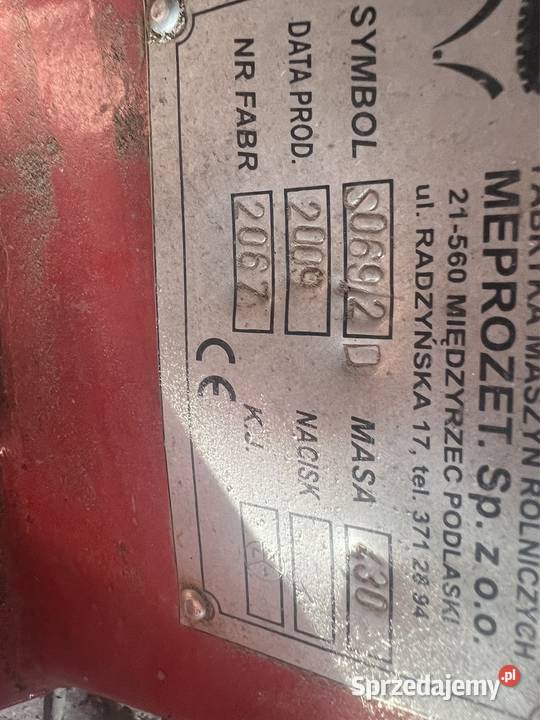 FABRYKA MASZYN ROLNICZYCH
MEPROZET. Sp. z o.o.
21-560 MIĘDZYRZEC PODLASKI
ul. RADZYŃSKA 17, tel. 371 28 94
SYMBOL S069/2 D MASA 430
DATA PROD. 2009 NACISK
NR FABR 2067 K.J.
CE
Sprzedajemy.pl